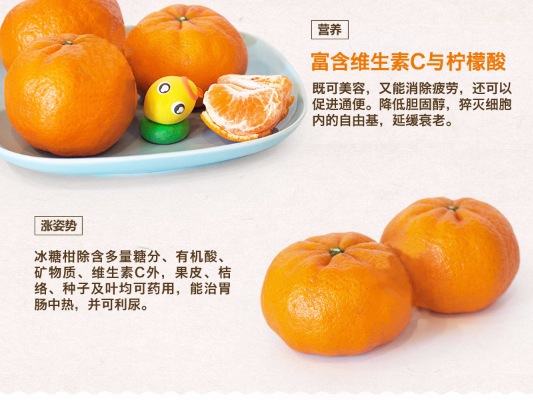 营养
富含维生素C与柠檬酸
既可美容，又能消除疲劳，还可以
促进通便。降低胆固醇，猝灭细胞
内的自由基，延缓衰老。
涨姿势
冰糖柑除含多量糖分、有机酸、
矿物质、维生素C外，果皮、桔
络、种子及叶均可药用，能治胃
肠中热，并可利尿。